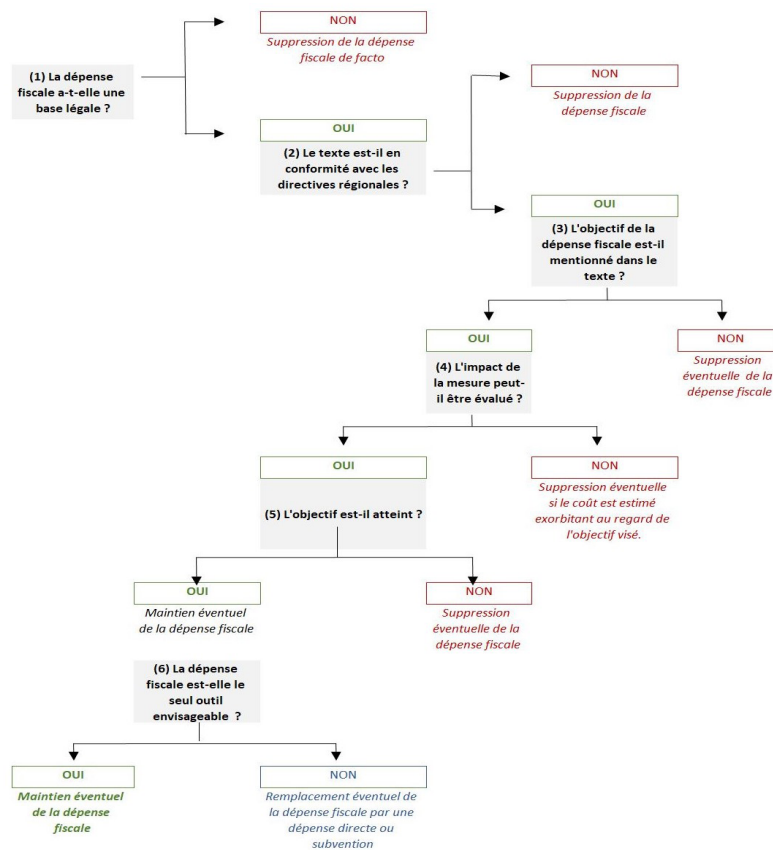 NON
Suppression de la dépense
fiscale de facto
(1) La dépense
fiscale a-t-elle une
base légale ?
NON
Suppression de la
dépense fiscale
OUI
(2) Le texte est-il en
conformité avec les
directives régionales ?
OUI
(3) L'objectif de la
dépense fiscale est-il
mentionné dans le
texte ?
OUI
(4) L'impact de
la mesure peut-
il être évalué ?
NON
Suppression
éventuelle de la
dépense fiscale
OUI
(5) L'objectif est-il atteint ?
NON
Suppression éventuelle
si le coût est estimé
exorbitant au regard de
l'objectif visé.
OUI
Maintien éventuel
de la dépense fiscale
NON
Suppression
éventuelle de la
dépense fiscale
(6) La dépense
fiscale est-elle le
seul outil
envisageable ?
OUI
Maintien éventuel
de la dépense
fiscale
NON
Remplacement éventuel de
la dépense fiscale par une
dépense directe ou
subvention